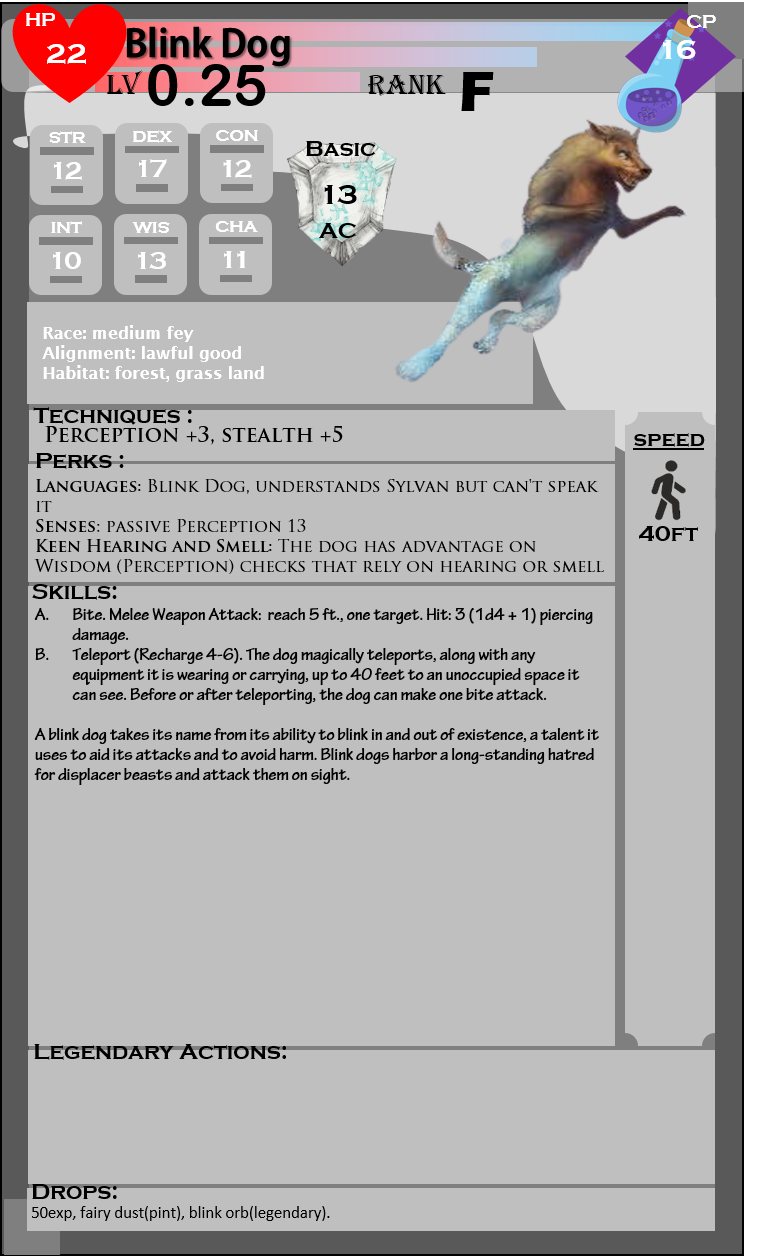 HP
22
Blink Dog
CP
16
LV 0.25 RANK F
STR
12
DEX
17
CON
12
INT
10
WIS
13
CHA
11
Basic
13
AC
Race: medium fey
Alignment: lawful good
Habitat: forest, grass land
Techniques :
Perception +3, stealth +5
Perks :
Languages: Blink Dog, understands Sylvan but can't speak
it
Senses: passive Perception 13
Keen Hearing and Smell: The dog has advantage on
Wisdom (Perception) checks that rely on hearing or smell
SPEED
40FT
Skills:
A. Bite. Melee Weapon Attack: reach 5 ft., one target. Hit: 3 (1d4 + 1) piercing
damage.
B. Teleport (Recharge 4-6). The dog magically teleports, along with any
equipment it is wearing or carrying, up to 40 feet to an unoccupied space it
can see. Before or after teleporting, the dog can make one bite attack.
A blink dog takes its name from its ability to blink in and out of existence, a talent it
uses to aid its attacks and to avoid harm. Blink dogs harbor a long-standing hatred
for displacer beasts and attack them on sight.
Legendary Actions:
Drops:
50exp, fairy dust(pint), blink orb(legendary).